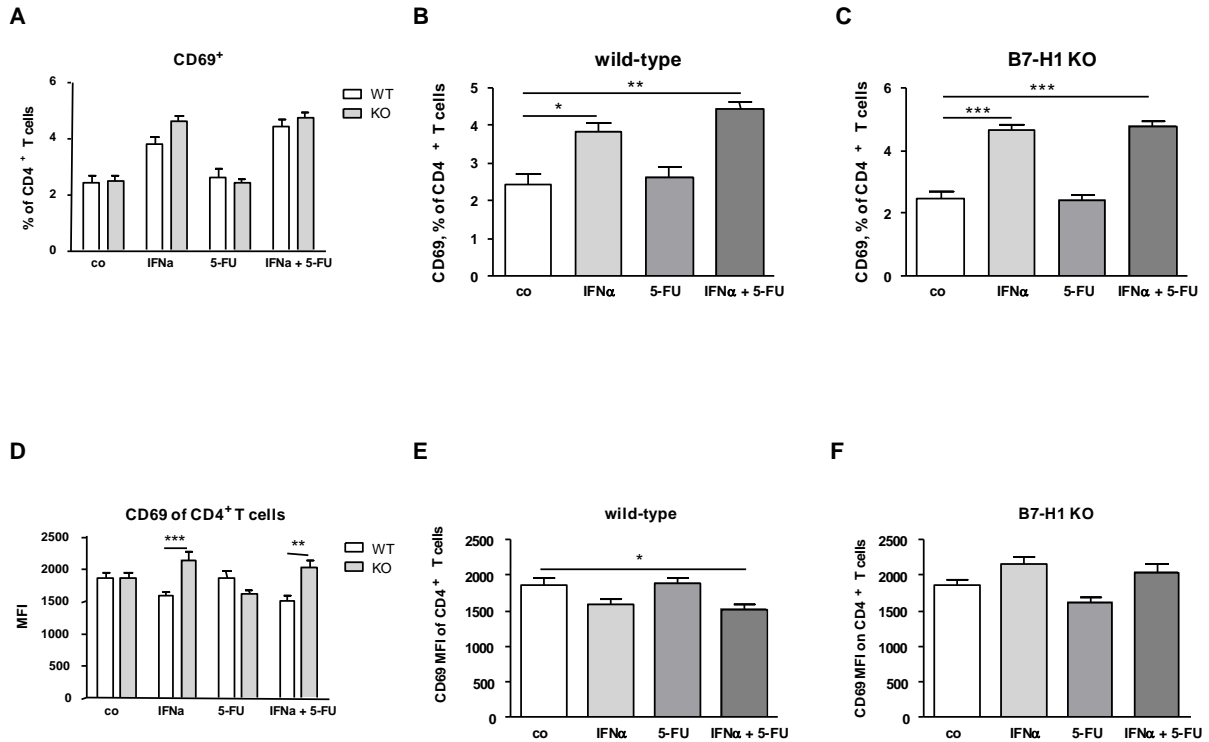 A
CD69+
% of CD4 + T cells
6
4
2
0
co
IFNa
5-FU
IFNa + 5-FU
WT
KO
B
wild-type
CD69, % of CD4 + T cells
5
4
3
2
1
0
**
*
co
IFNα
5-FU
IFNα + 5-FU
C
B7-H1 KO
CD69, % of CD4 + T cells
6
4
2
0
***
***
co
IFNα
5-FU
IFNα + 5-FU
D
CD69 of CD4+ T cells
MFI
2500
2000
1500
1000
500
0
***
**
co
IFNa
5-FU
IFNa + 5-FU
WT
KO
E
wild-type
CD69 MFI of CD4 + T cells
2500
2000
1500
1000
500
0
*
co
IFNα
5-FU
IFNα + 5-FU
F
B7-H1 KO
CD69 MFI on CD4 + T cells
2500
2000
1500
1000
500
0
co
IFNα
5-FU
IFNα + 5-FU